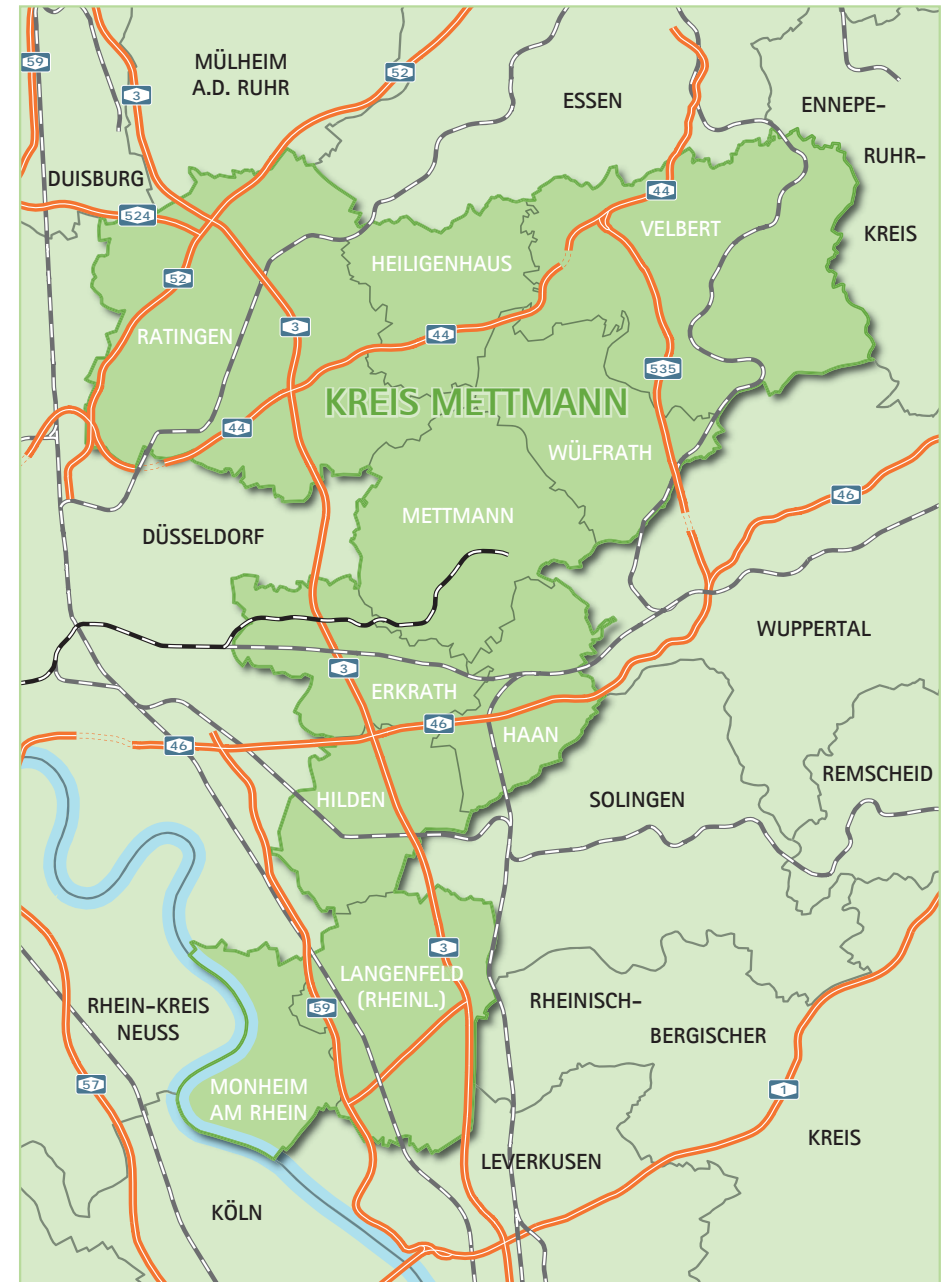 59
MÜLHEIM
A.D. RUHR
52
3
ESSEN
ENNEPE-
RUHR-
KREIS
DUISBURG
524
44
VELBERT
HEILIGENHAUS
52
RATINGEN
3
44
535
KREIS METTMANN
44
WÜLFRATH
46
METTMANN
DÜSSELDORF
WUPPERTAL
3
ERKRATH
46
HAAN
46
REMSCHEID
HILDEN
SOLINGEN
3
LANGENFELD
(RHEINL.)
59
RHEIN-KREIS
NEUSS
RHEINISCH-
BERGISCHER
KREIS
57
MONHEIM
AM RHEIN
1
LEVERKUSEN
KÖLN